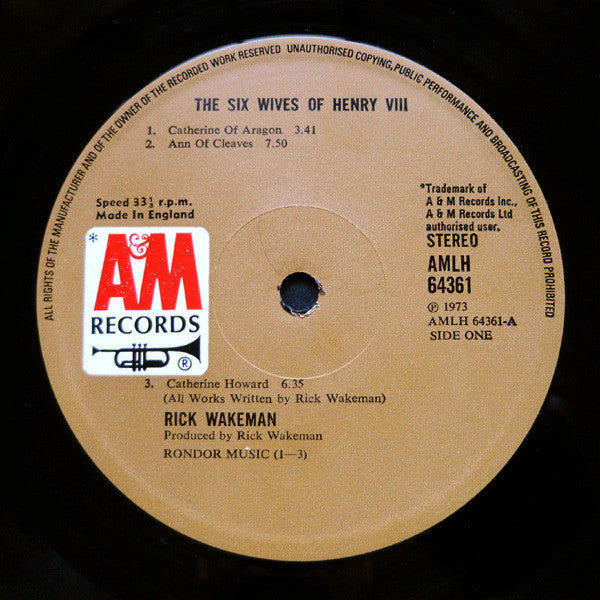 ALL RIGHTS OF THE MANUFACTURER AND OF THE OWNER OF THE RECORDED WORK RESERVED UNAUTHORISED COPYING, PUBLIC PERFORMANCE AND BROADCASTING OF THIS RECORD PROHIBITED
THE SIX WIVES OF HENRY VIII
1. Catherine Of Aragon 3.41
2. Ann Of Cleaves 7.50
Speed 33⅓ r.p.m.
Made In England
*
A&M
RECORDS
®
*Trademark of
A & M Records Inc.,
A & M Records Ltd
authorised user.
STEREO
AMLH
64361
℗ 1973
AMLH 64361-A
SIDE ONE
3. Catherine Howard 6.35
(All Works Written by Rick Wakeman)
RICK WAKEMAN
Produced by Rick Wakeman
RONDOR MUSIC (1—3)